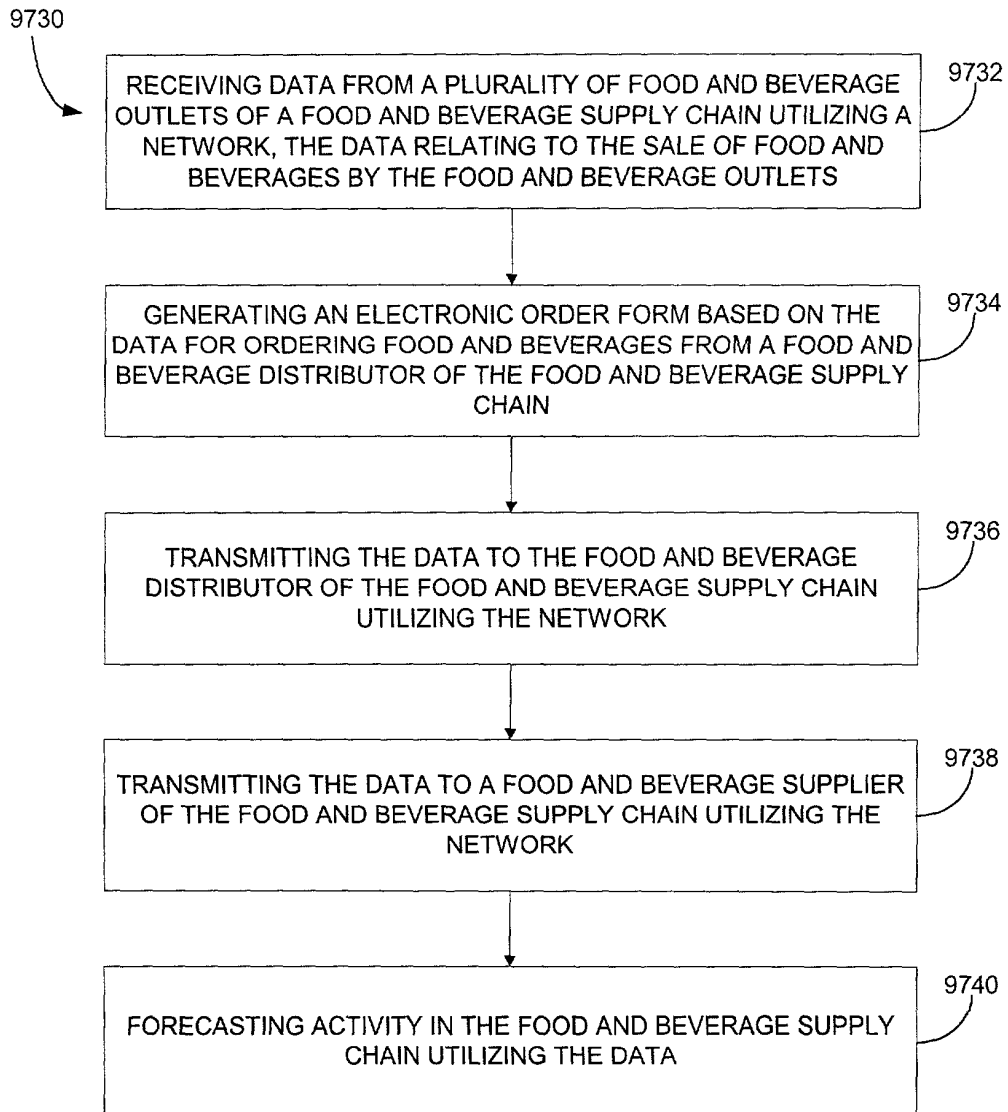 9730
9732
RECEIVING DATA FROM A PLURALITY OF FOOD AND BEVERAGE
OUTLETS OF A FOOD AND BEVERAGE SUPPLY CHAIN UTILIZING A
NETWORK, THE DATA RELATING TO THE SALE OF FOOD AND
BEVERAGES BY THE FOOD AND BEVERAGE OUTLETS
9734
GENERATING AN ELECTRONIC ORDER FORM BASED ON THE
DATA FOR ORDERING FOOD AND BEVERAGES FROM A FOOD AND
BEVERAGE DISTRIBUTOR OF THE FOOD AND BEVERAGE SUPPLY
CHAIN
9736
TRANSMITTING THE DATA TO THE FOOD AND BEVERAGE
DISTRIBUTOR OF THE FOOD AND BEVERAGE SUPPLY CHAIN
UTILIZING THE NETWORK
9738
TRANSMITTING THE DATA TO A FOOD AND BEVERAGE SUPPLIER
OF THE FOOD AND BEVERAGE SUPPLY CHAIN UTILIZING THE
NETWORK
9740
FORECASTING ACTIVITY IN THE FOOD AND BEVERAGE SUPPLY
CHAIN UTILIZING THE DATA